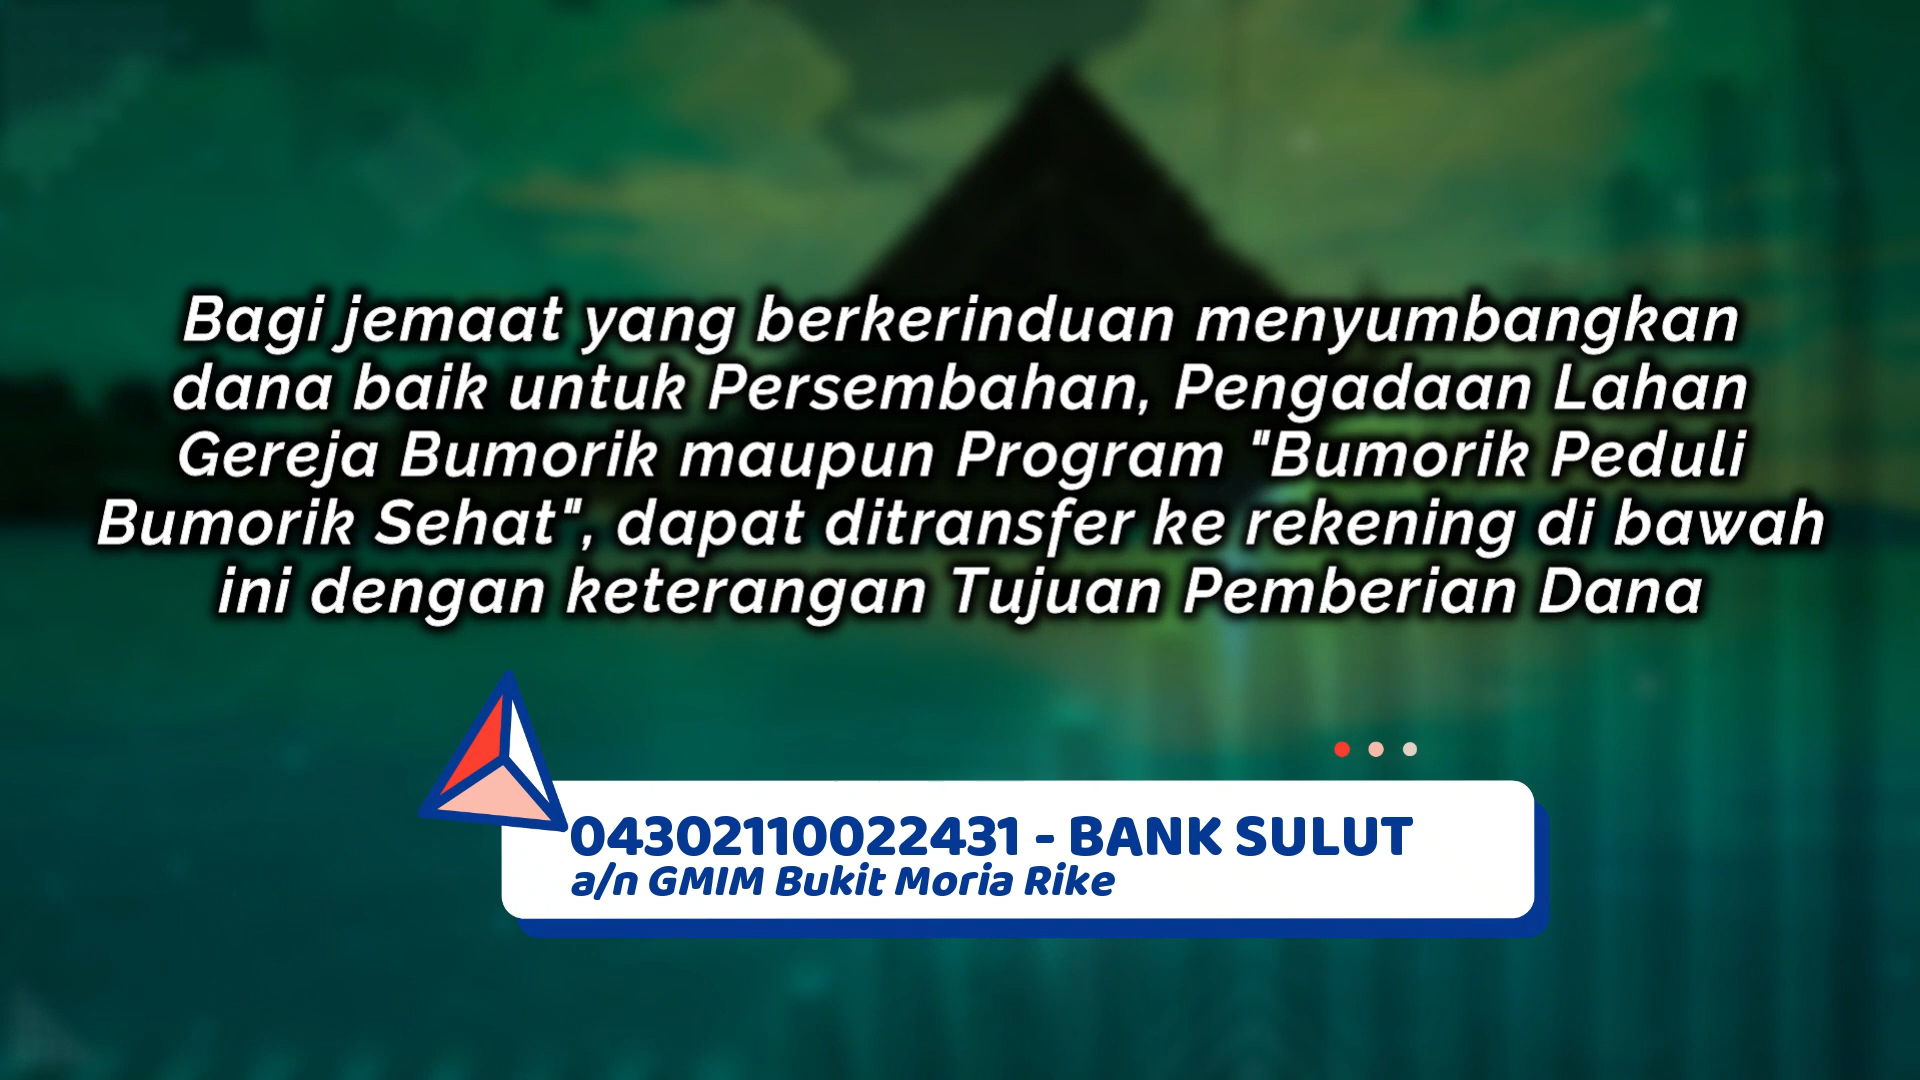 Bagi jemaat yang berkerinduan menyumbangkan
dana baik untuk Persembahan, Pengadaan Lahan
Gereja Bumorik maupun Program "Bumorik Peduli
Bumorik Sehat", dapat ditransfer ke rekening di bawah
ini dengan keterangan Tujuan Pemberian Dana
04302110022431 - BANK SULUT
a/n GMIM Bukit Moria Rike